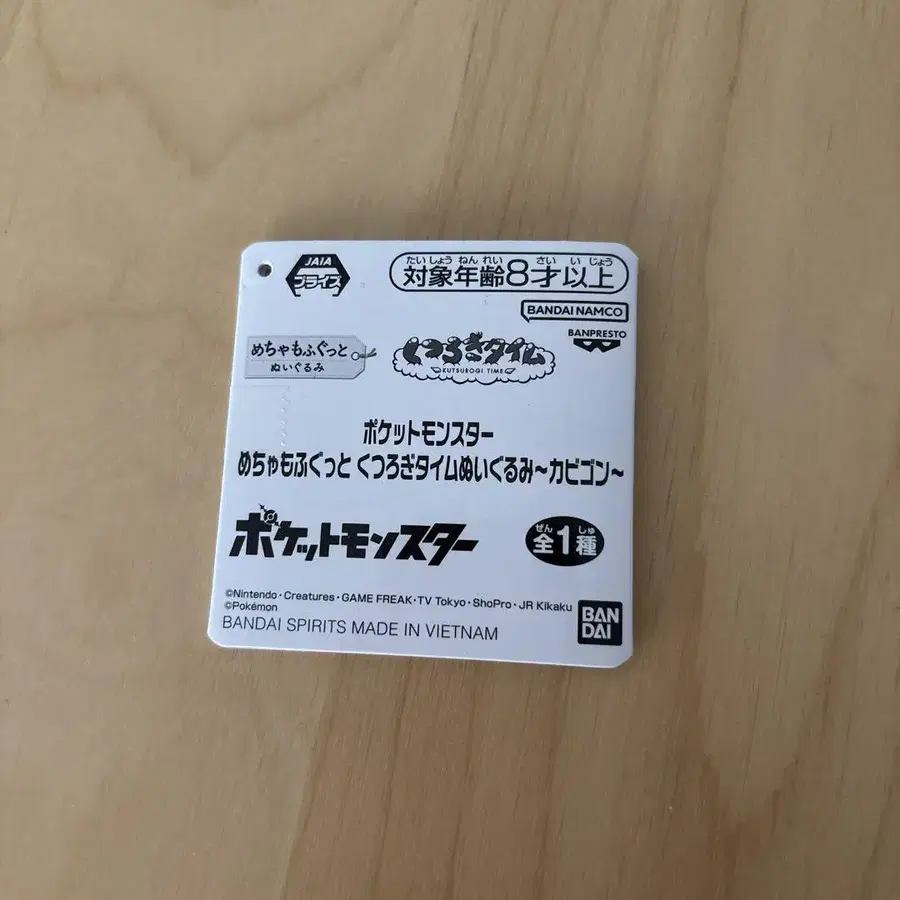 JAIA
プライズ
たいしょうねんれい さい いじょう
対象年齢8才以上
BANDAI NAMCO
BANPRESTO
めちゃもふぐっと
ぬいぐるみ
くつろぎタイム
KUTSUROGI TIME
ポケットモンスター
めちゃもふぐっと くつろぎタイムぬいぐるみ～カビゴン～
ポケットモンスター
ぜん しゅ
全1種
©Nintendo・Creatures・GAME FREAK・TV Tokyo・ShoPro・JR Kikaku
©Pokémon
BANDAI SPIRITS MADE IN VIETNAM
BAN
DAI